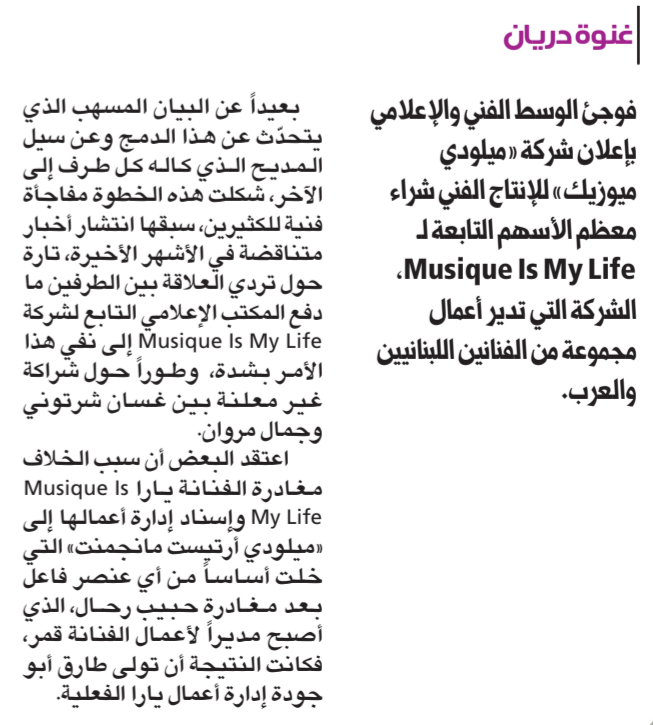 غنوة دريان
فوجئ الوسط الفني والإعلامي
بإعلان شركة «ميلودي
ميوزيك» للإنتاج الفني شراء
معظم الأسهم التابعة لـ
Musique Is My Life،
الشركة التي تدير أعمال
مجموعة من الفنانين اللبنانيين
والعرب.
بعيداً عن البيان المسهب الذي
يتحدّث عن هذا الدمج وعن سيل
المديح الذي كاله كل طرف إلى
الآخر، شكلت هذه الخطوة مفاجأة
فنية للكثيرين، سبقها انتشار أخبار
متناقضة في الأشهر الأخيرة، تارة
حول تردي العلاقة بين الطرفين ما
دفع المكتب الإعلامي التابع لشركة
Musique Is My Life إلى نفي هذا
الأمر بشدة، وطوراً حول شراكة
غير معلنة بين غسان شرتوني
وجمال مروان.
اعتقد البعض أن سبب الخلاف
مغادرة الفنانة يارا Musique Is
My Life وإسناد إدارة أعمالها إلى
«ميلودي أرتيست مانجمنت» التي
خلت أساساً من أي عنصر فاعل
بعد مغادرة حبيب رحال، الذي
أصبح مديراً لأعمال الفنانة قمر،
فكانت النتيجة أن تولى طارق أبو
جودة إدارة أعمال يارا الفعلية.